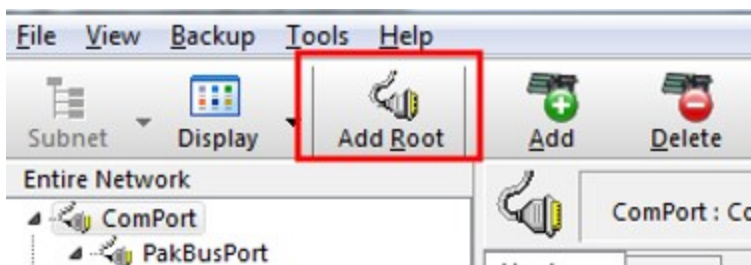 File View Backup Tools Help
Subnet Display Add Root Add Delete
Entire Network
ComPort ComPort : Co
PakBusPort